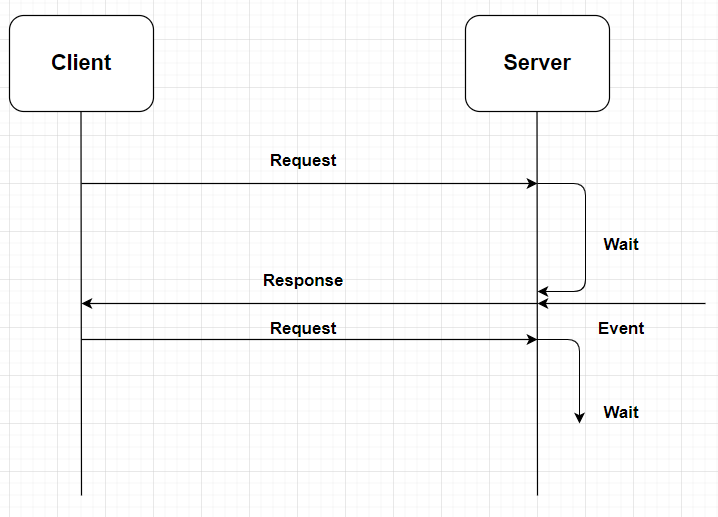 Client
Server
Request
Wait
Response
Request
Event
Wait